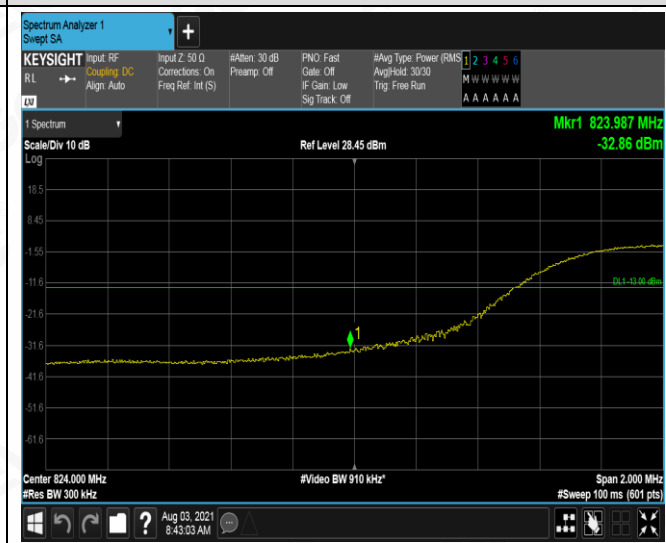 Spectrum Analyzer 1
Swept SA
+
KEYSIGHT Input: RF Input Z: 50 Ω #Atten: 30 dB PNO: Fast #Avg Type: Power (RMS 1 2 3 4 5 6
RL Coupling: DC Corrections: On Preamp: Off Gate: Off Avg|Hold: 30/30 M W W W W W
Align: Auto Freq Ref: Int (S) IF Gain: Low Trig: Free Run
Sig Track: Off A A A A A A
LXI
1 Spectrum Mkr1 823.987 MHz
Scale/Div 10 dB Ref Level 28.45 dBm -32.86 dBm
Log
18.5
8.45
-1.55
-11.6
DL1 -13.00 dBm
-21.6
-31.6
1
-41.6
-51.6
-61.6
Center 824.000 MHz #Video BW 910 kHz* Span 2.000 MHz
#Res BW 300 kHz #Sweep 100 ms (601 pts)
? Aug 03, 2021
8:43:03 AM